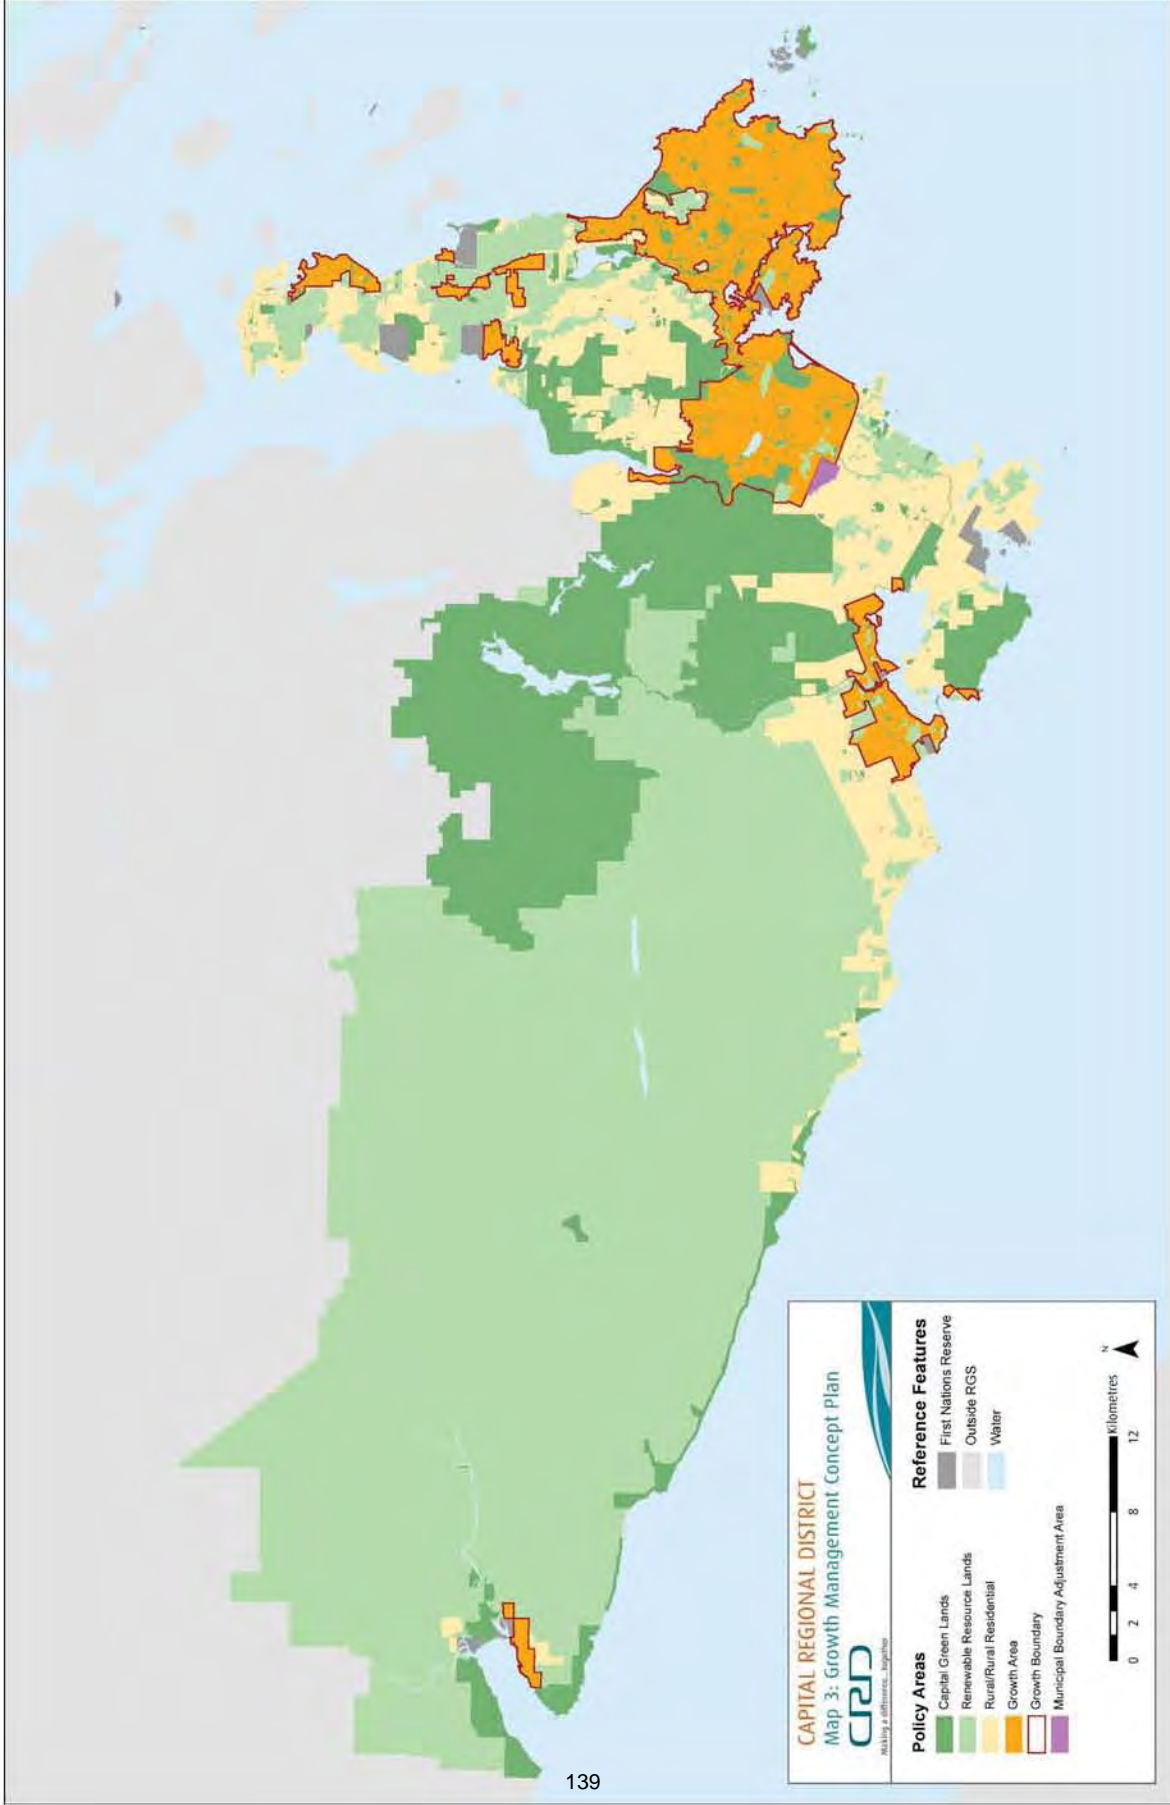 CAPITAL REGIONAL DISTRICT
Map 3: Growth Management Concept Plan
CRD
Making a difference...together
Policy Areas
Capital Green Lands
Renewable Resource Lands
Rural/Rural Residential
Growth Area
Growth Boundary
Municipal Boundary Adjustment Area
Reference Features
First Nations Reserve
Outside RGS
Water
0 2 4 8 12
Kilometres
N
139